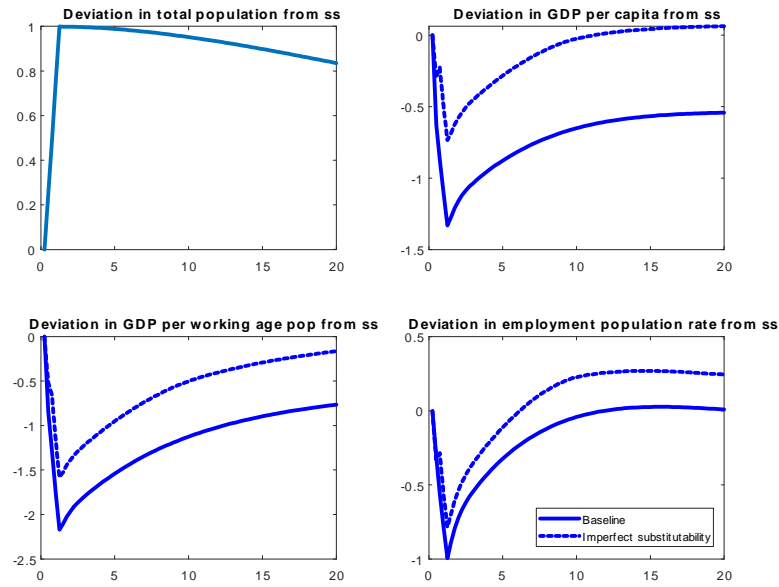 Deviation in total population from ss
1
0.8
0.6
0.4
0.2
0
0 5 10 15 20
Deviation in GDP per capita from ss
0
-0.5
-1
-1.5
0 5 10 15 20
Deviation in GDP per working age pop from ss
0
-0.5
-1
-1.5
-2
-2.5
0 5 10 15 20
Deviation in employment population rate from ss
0.5
0
-0.5
-1
0 5 10 15 20
Baseline
Imperfect substitutability